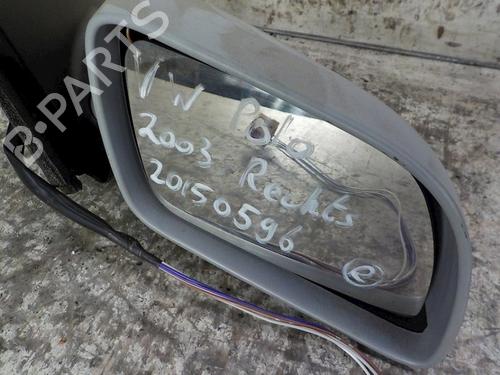 VW Polo
2003 Rechts
20150596
R
B-PARTS